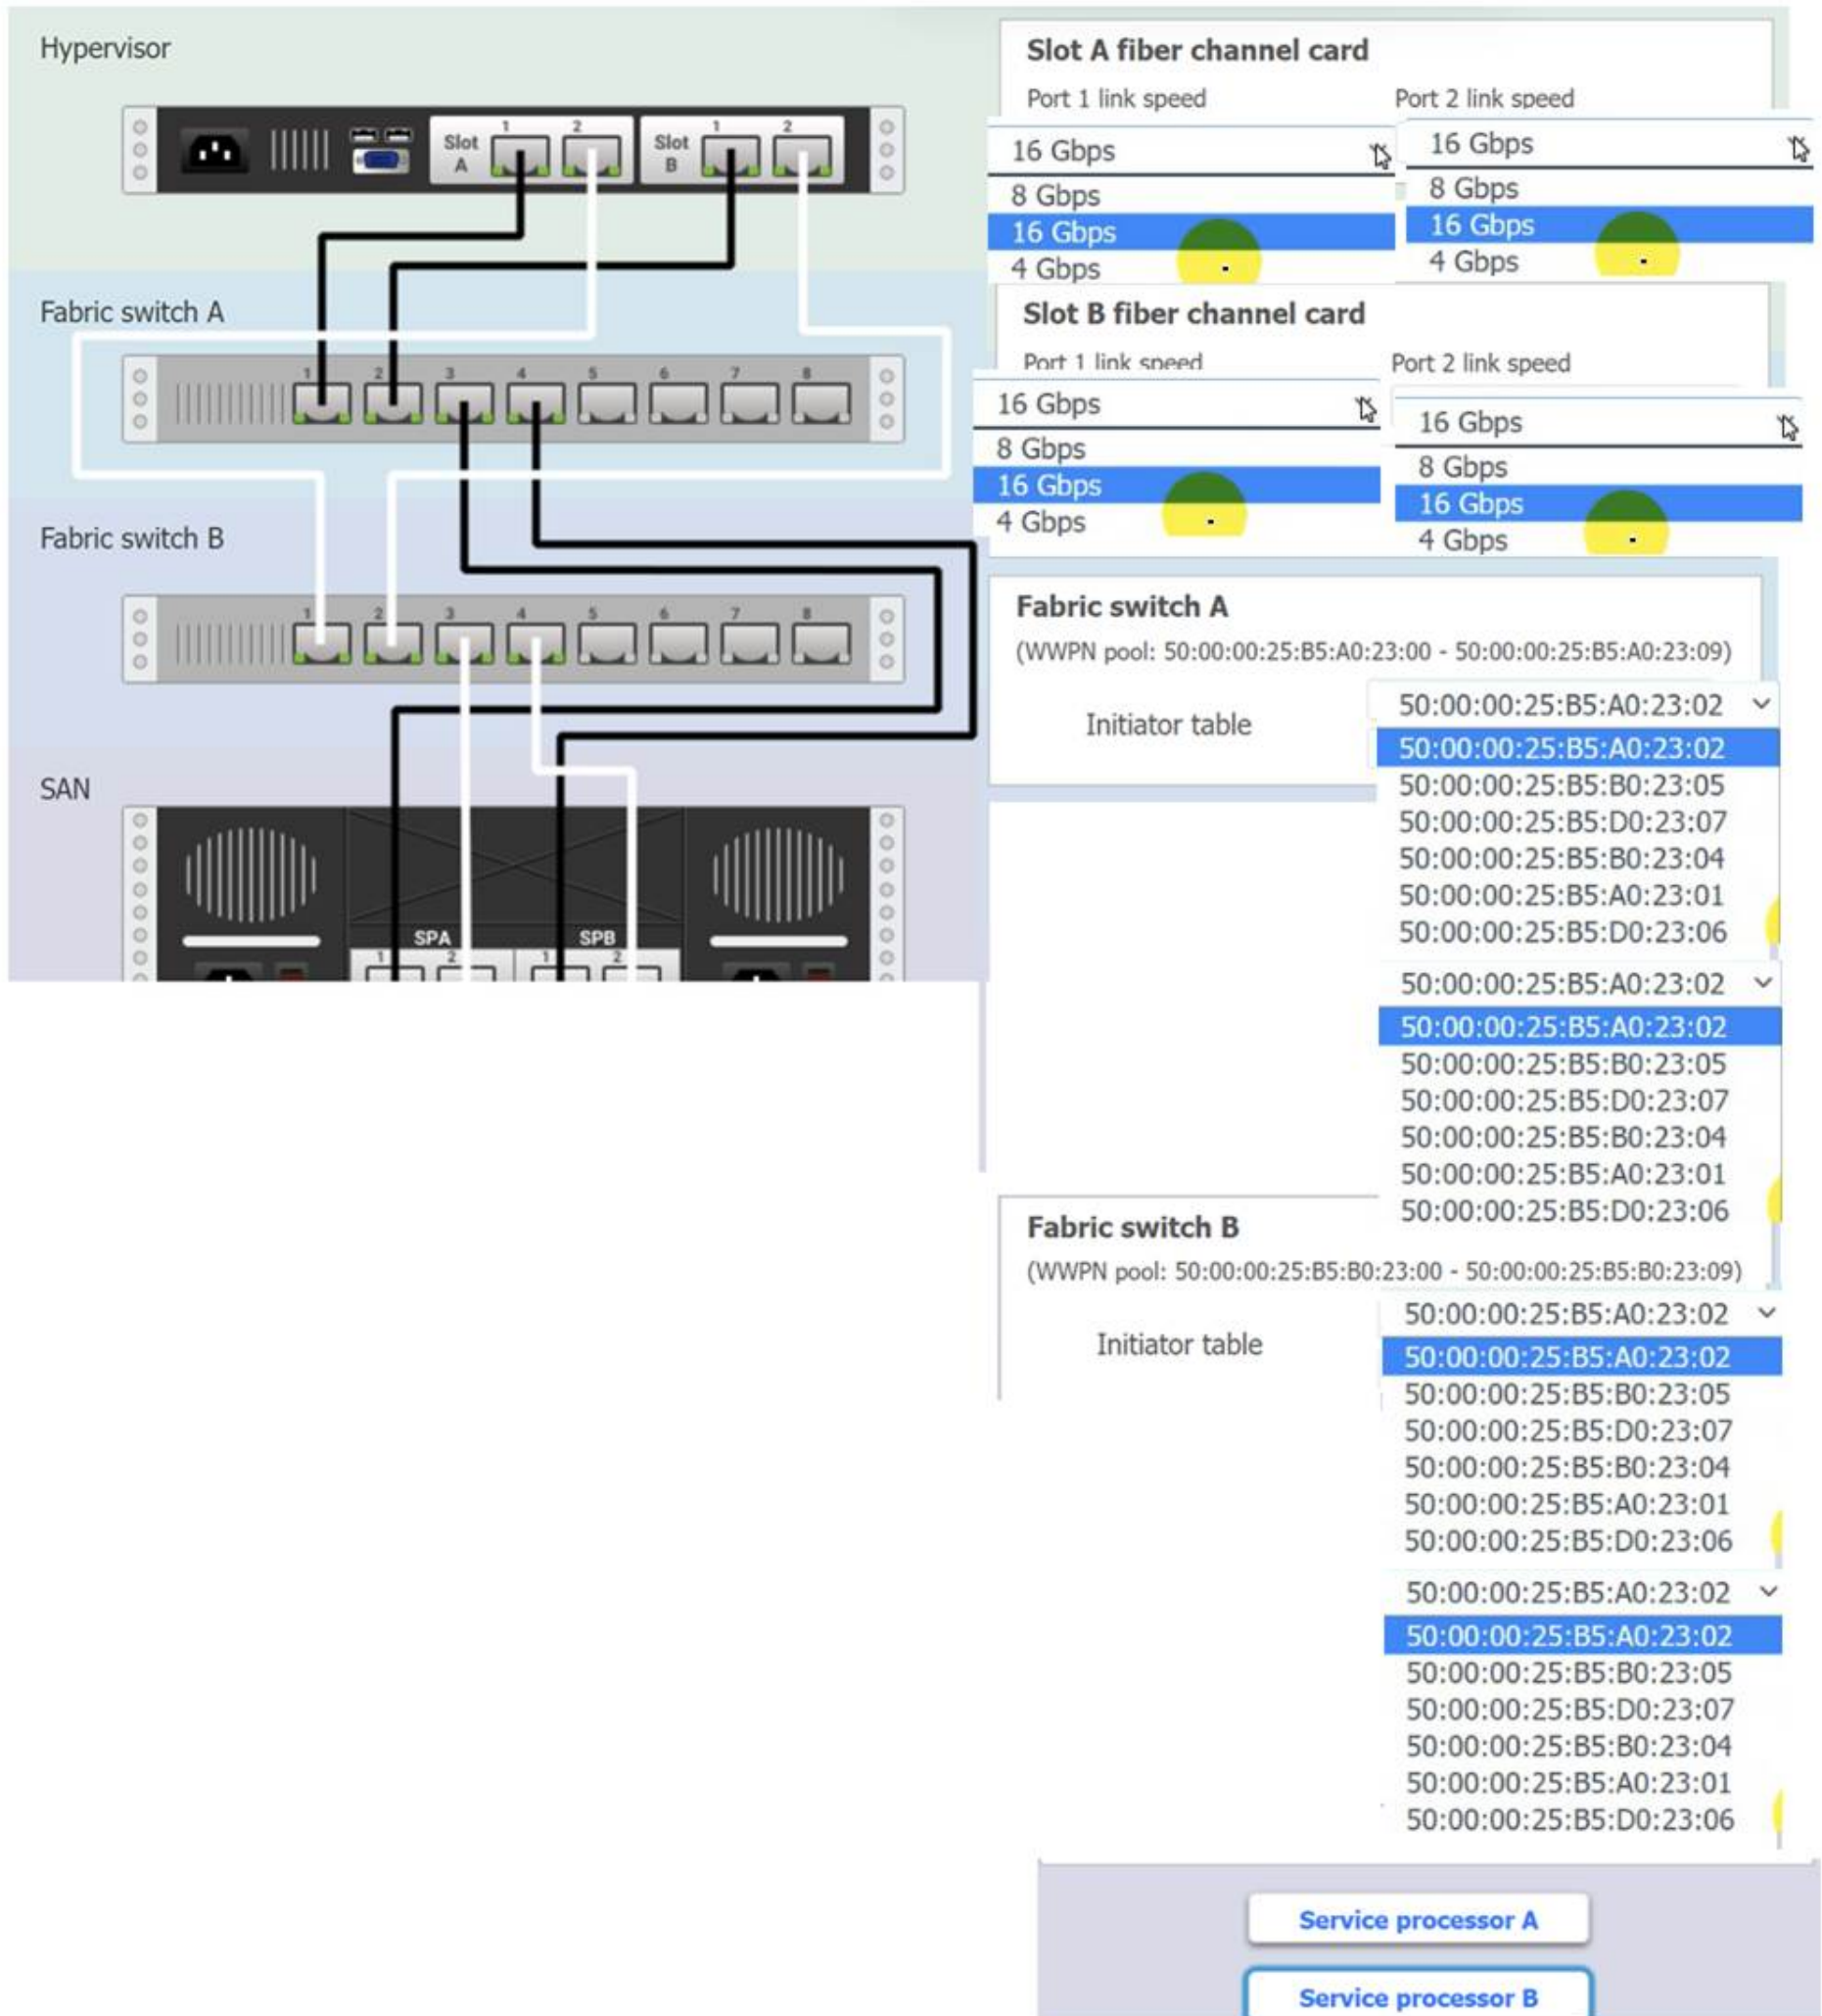 Hypervisor
Slot A
1
2
Slot B
1
2
Fabric switch A
1
2
3
4
5
6
7
8
Fabric switch B
1
2
3
4
5
6
7
8
SAN
SPA
SPB
1
2
1
2
Slot A fiber channel card
Port 1 link speed
Port 2 link speed
16 Gbps
8 Gbps
16 Gbps
4 Gbps
16 Gbps
8 Gbps
16 Gbps
4 Gbps
Slot B fiber channel card
Port 1 link speed
Port 2 link speed
16 Gbps
8 Gbps
16 Gbps
4 Gbps
16 Gbps
8 Gbps
16 Gbps
4 Gbps
Fabric switch A
(WWPN pool: 50:00:00:25:B5:A0:23:00 - 50:00:00:25:B5:A0:23:09)
Initiator table
50:00:00:25:B5:A0:23:02
50:00:00:25:B5:A0:23:02
50:00:00:25:B5:B0:23:05
50:00:00:25:B5:D0:23:07
50:00:00:25:B5:B0:23:04
50:00:00:25:B5:A0:23:01
50:00:00:25:B5:D0:23:06
50:00:00:25:B5:A0:23:02
50:00:00:25:B5:A0:23:02
50:00:00:25:B5:B0:23:05
50:00:00:25:B5:D0:23:07
50:00:00:25:B5:B0:23:04
50:00:00:25:B5:A0:23:01
50:00:00:25:B5:D0:23:06
Fabric switch B
(WWPN pool: 50:00:00:25:B5:B0:23:00 - 50:00:00:25:B5:B0:23:09)
Initiator table
50:00:00:25:B5:A0:23:02
50:00:00:25:B5:A0:23:02
50:00:00:25:B5:B0:23:05
50:00:00:25:B5:D0:23:07
50:00:00:25:B5:B0:23:04
50:00:00:25:B5:A0:23:01
50:00:00:25:B5:D0:23:06
50:00:00:25:B5:A0:23:02
50:00:00:25:B5:A0:23:02
50:00:00:25:B5:B0:23:05
50:00:00:25:B5:D0:23:07
50:00:00:25:B5:B0:23:04
50:00:00:25:B5:A0:23:01
50:00:00:25:B5:D0:23:06
Service processor A
Service processor B